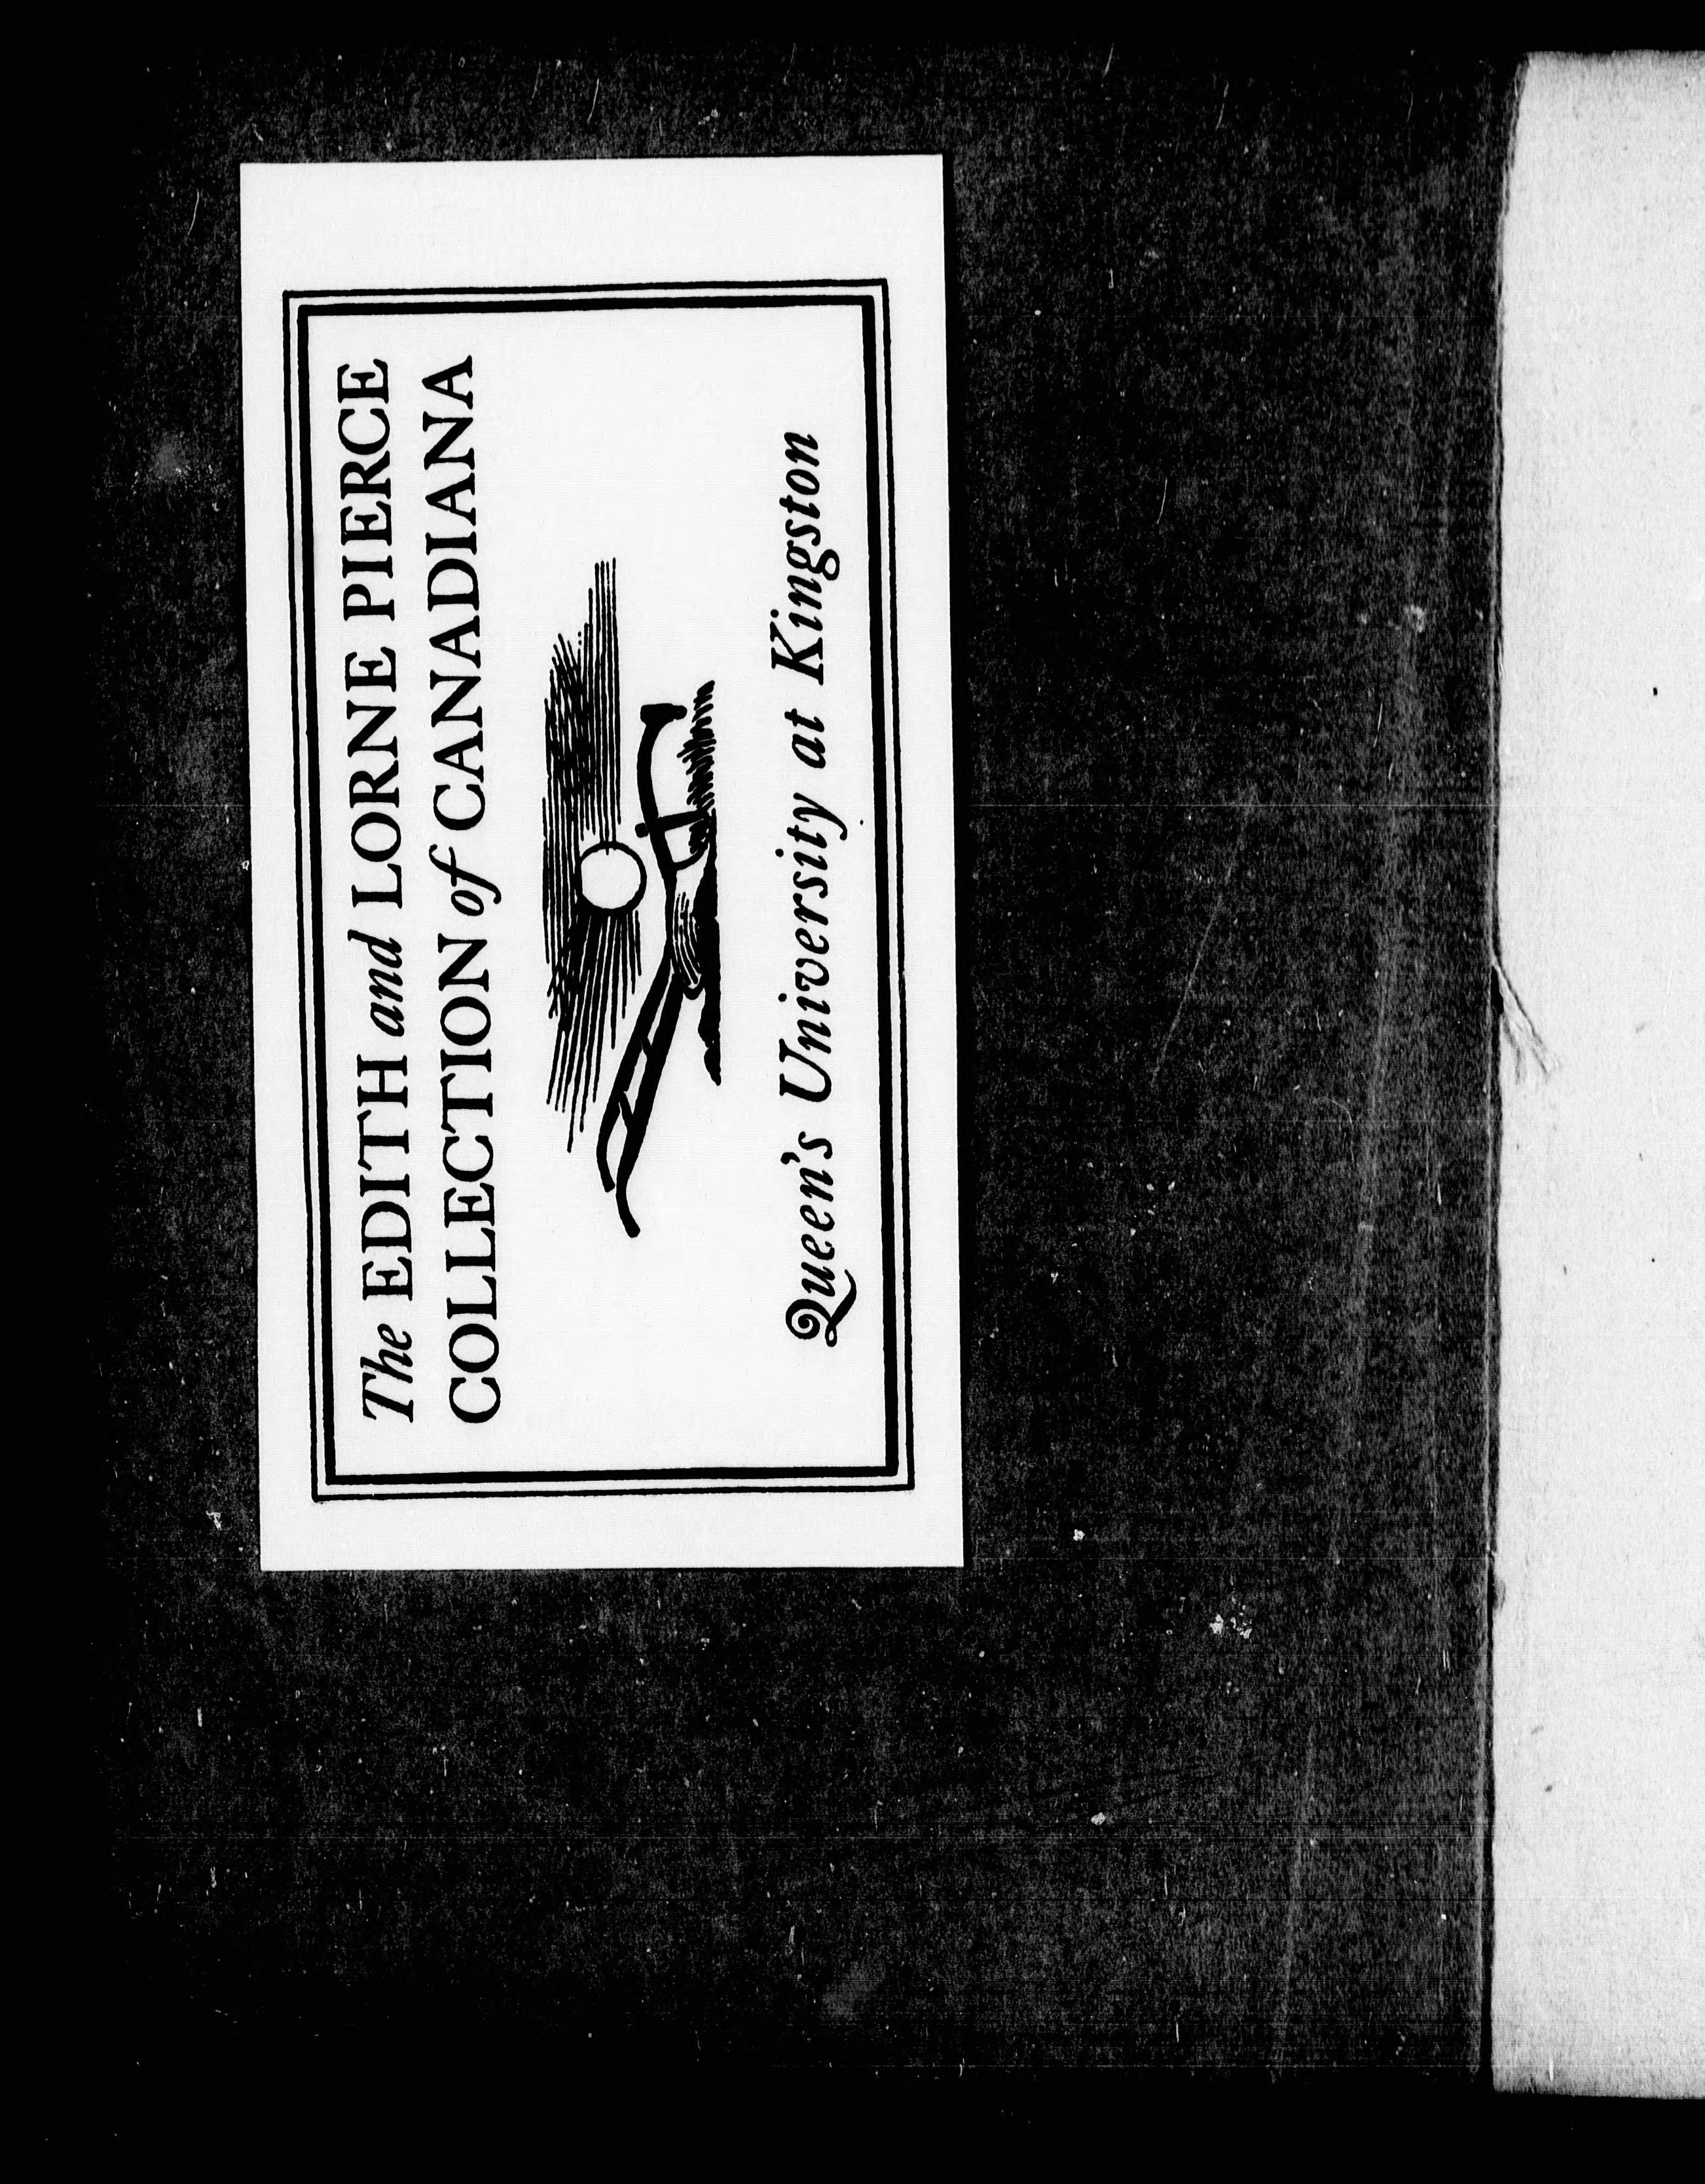 The EDITH and LORNE PIERCE
COLLECTION of CANADIANA
Queen's University at Kingston